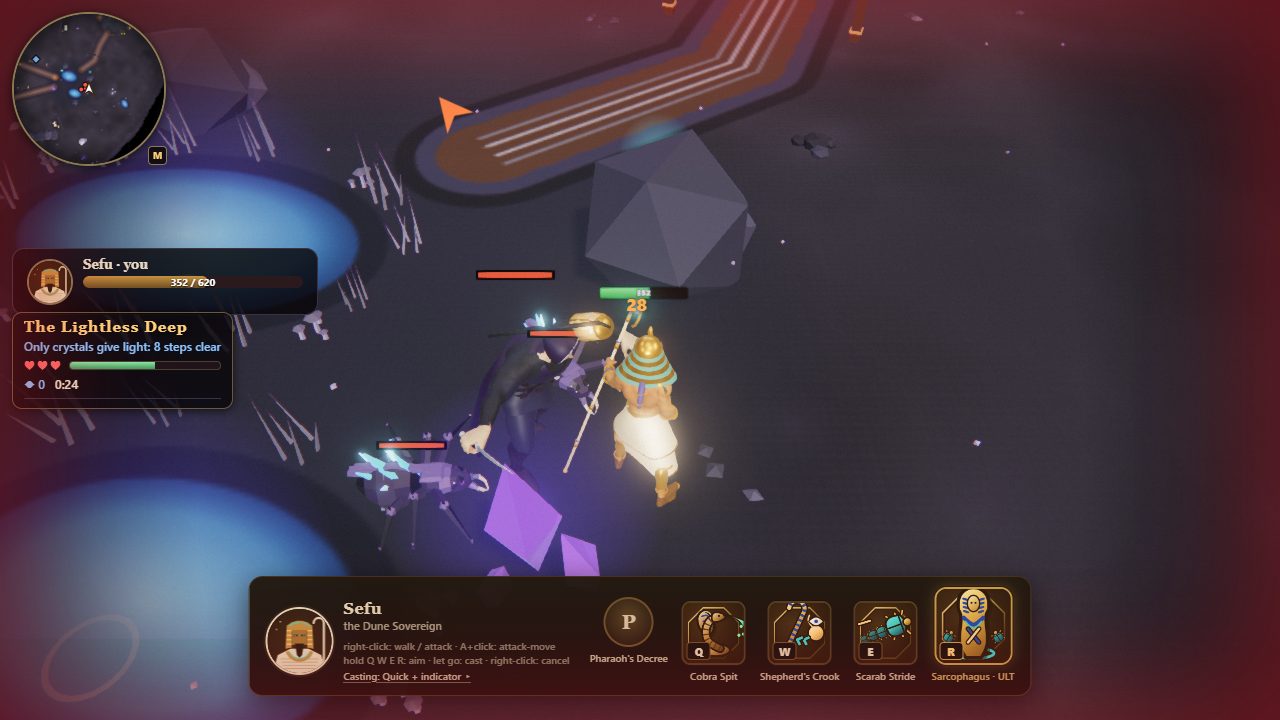 M
Sefu · you
352 / 620
The Lightless Deep
Only crystals give light: 8 steps clear
0 0:24
352
28
Sefu
the Dune Sovereign
right-click: walk / attack · A+click: attack-move
hold Q W E R: aim · let go: cast · right-click: cancel
Casting: Quick + indicator ▸
P
Pharaoh's Decree
Q
Cobra Spit
W
Shepherd's Crook
E
Scarab Stride
R
Sarcophagus · ULT